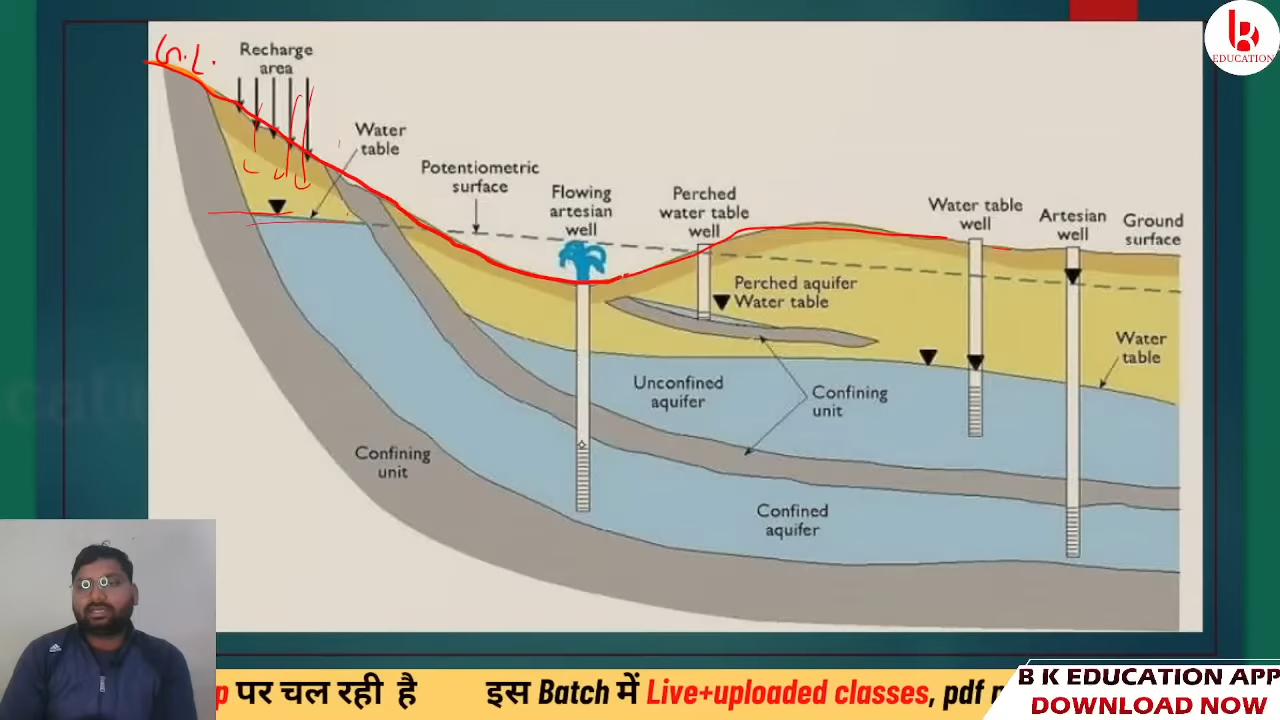 G.L.
Recharge
area
Water
table
Potentiometric
surface
Flowing
artesian
well
Perched
water table
well
Water table
well
Artesian
well
Ground
surface
Perched aquifer
Water table
Water
table
Unconfined
aquifer
Confining
unit
Confining
unit
Confined
aquifer
EDUCATION
p पर चल रही है इस Batch में Live+uploaded classes, pdf
B K EDUCATION APP
DOWNLOAD NOW